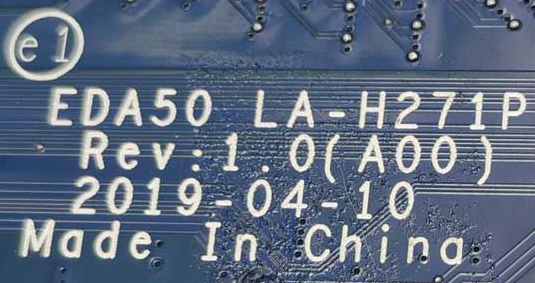 e1
EDA50 LA-H271P
Rev:1.0(A00)
2019-04-10
Made In China